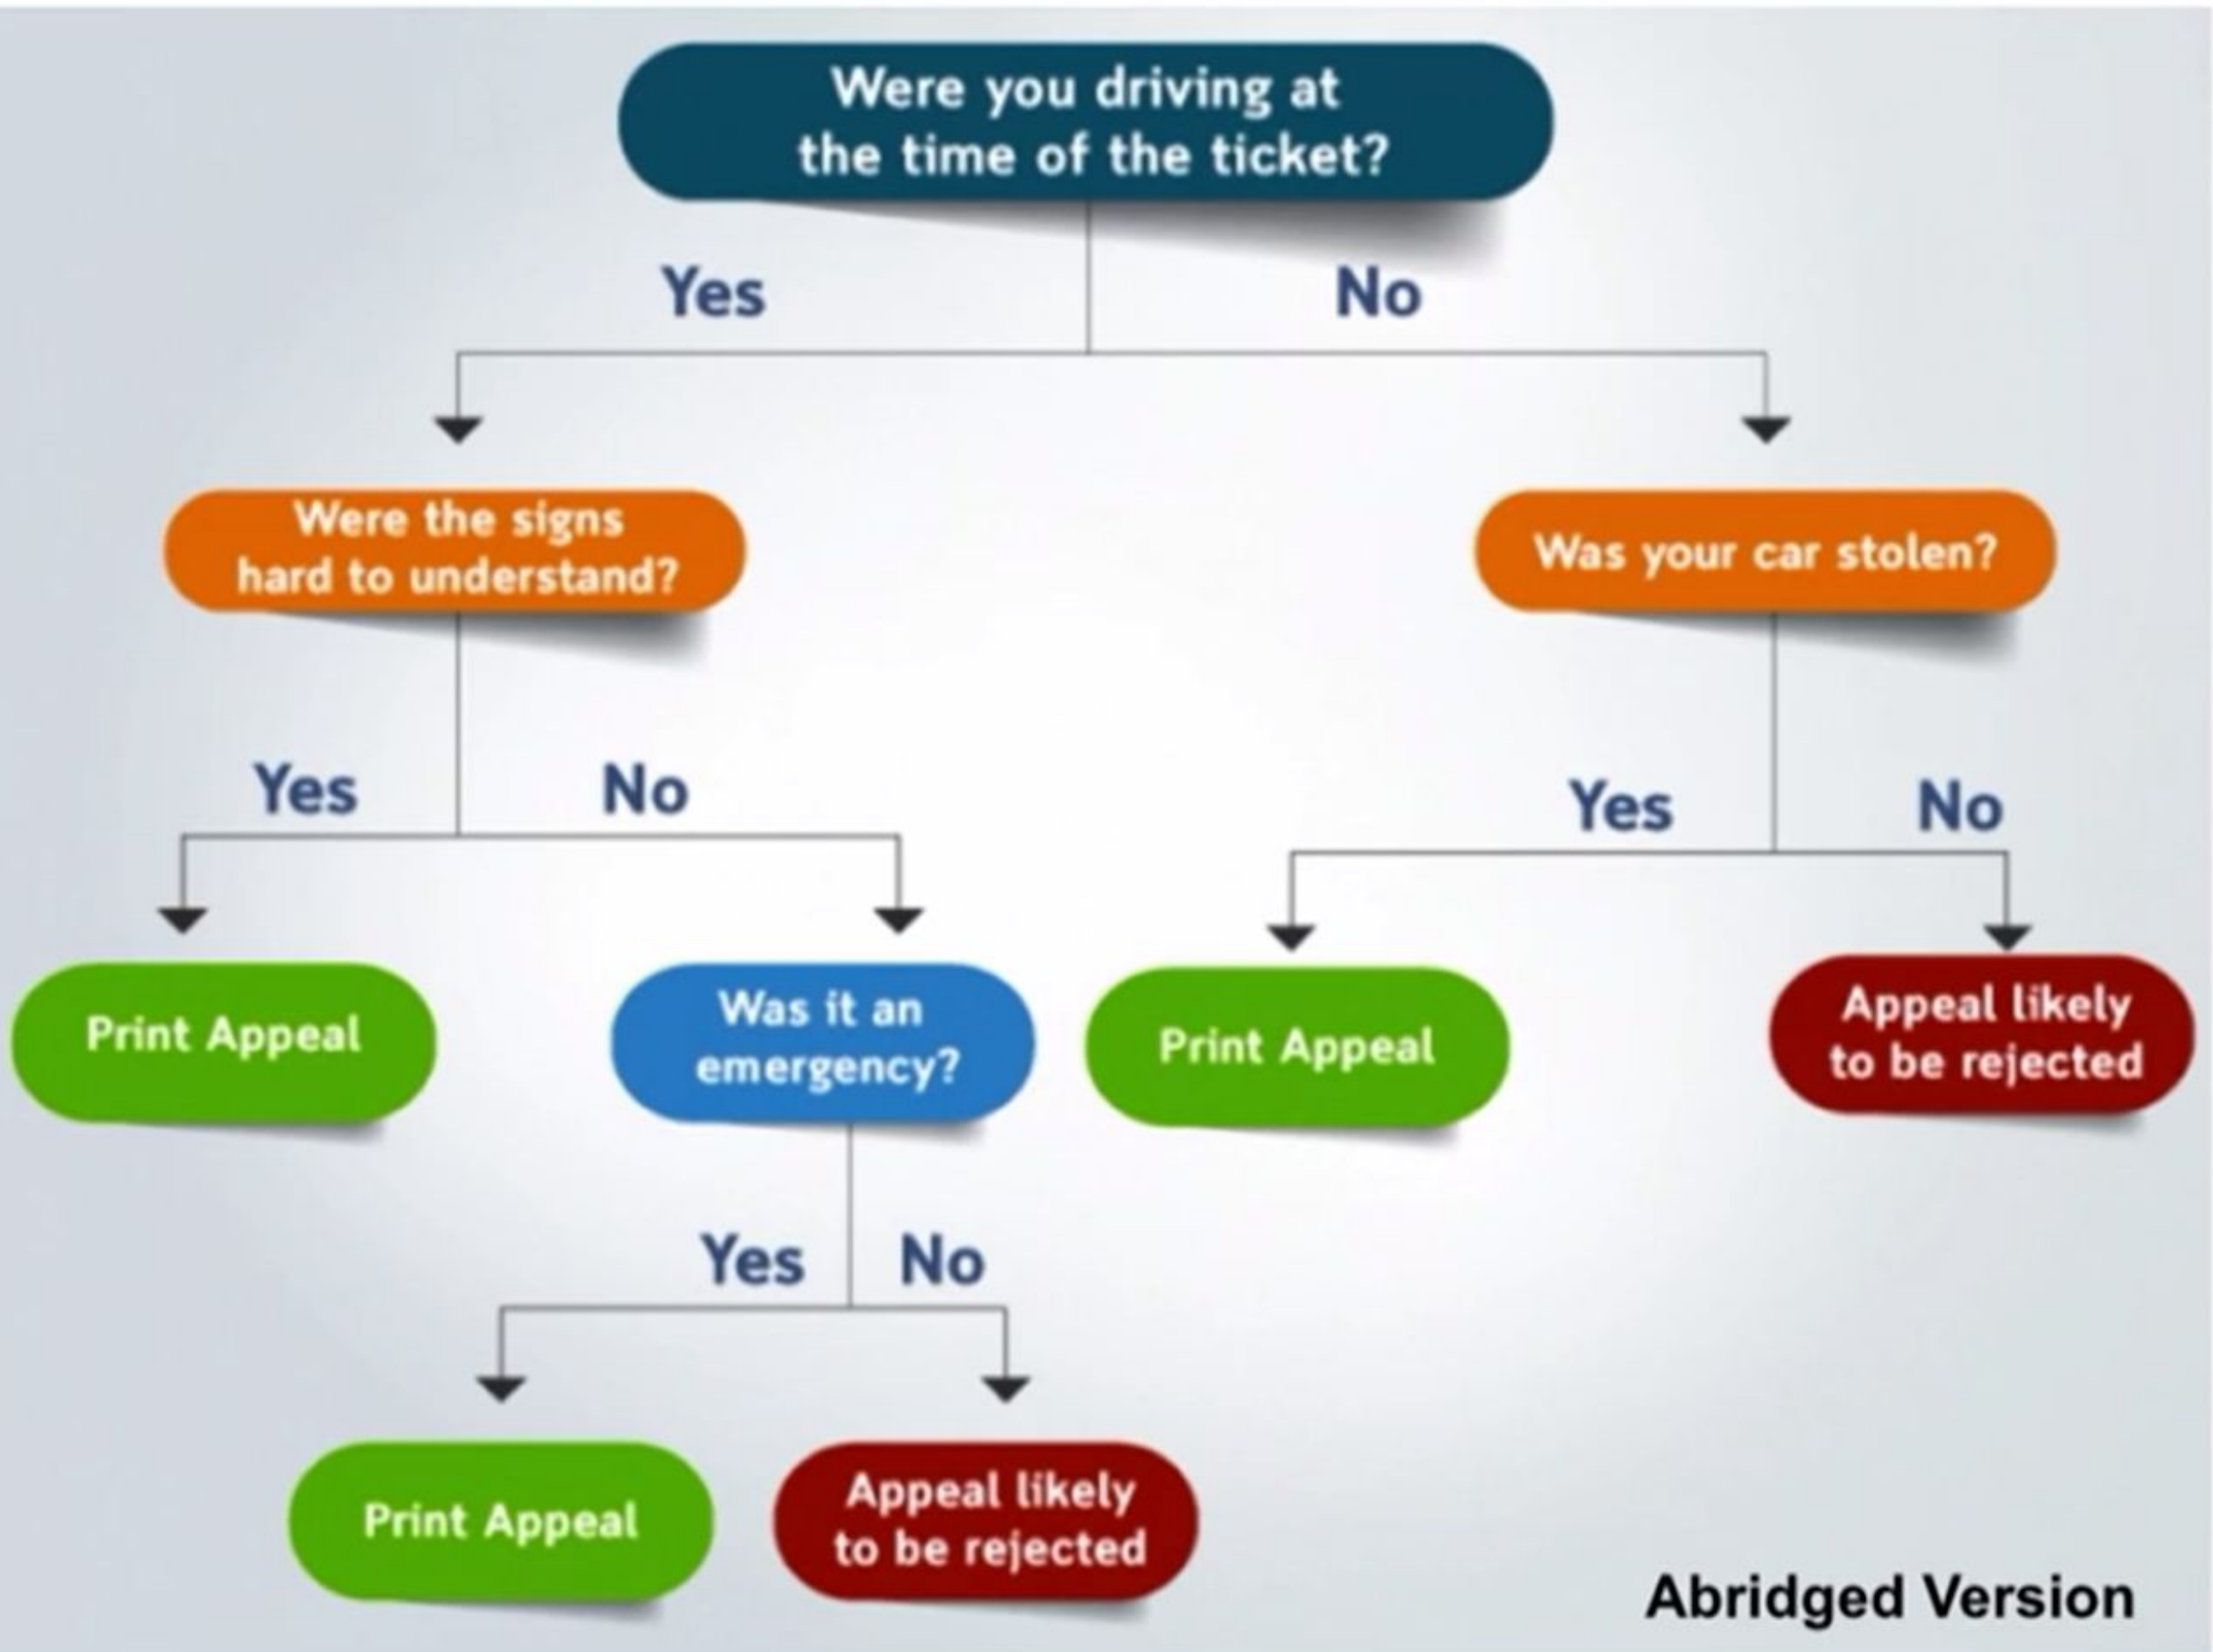 Were you driving at
the time of the ticket?
Yes
No
Were the signs
hard to understand?
Was your car stolen?
Yes
No
Yes
No
Print Appeal
Was it an
emergency?
Print Appeal
Appeal likely
to be rejected
Yes
No
Print Appeal
Appeal likely
to be rejected
Abridged Version